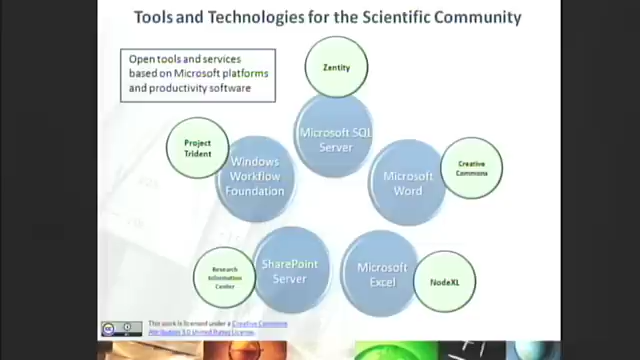 Tools and Technologies for the Scientific Community
Open tools and services
based on Microsoft platforms
and productivity software
Zentity
Microsoft SQL
Server
Project
Trident
Windows
Workflow
Foundation
Microsoft
Word
Creative
Commons
Research
Information
Center
SharePoint
Server
Microsoft
Excel
NodeXL
This work is licensed under a Creative Commons
Attribution 3.0 United States License.